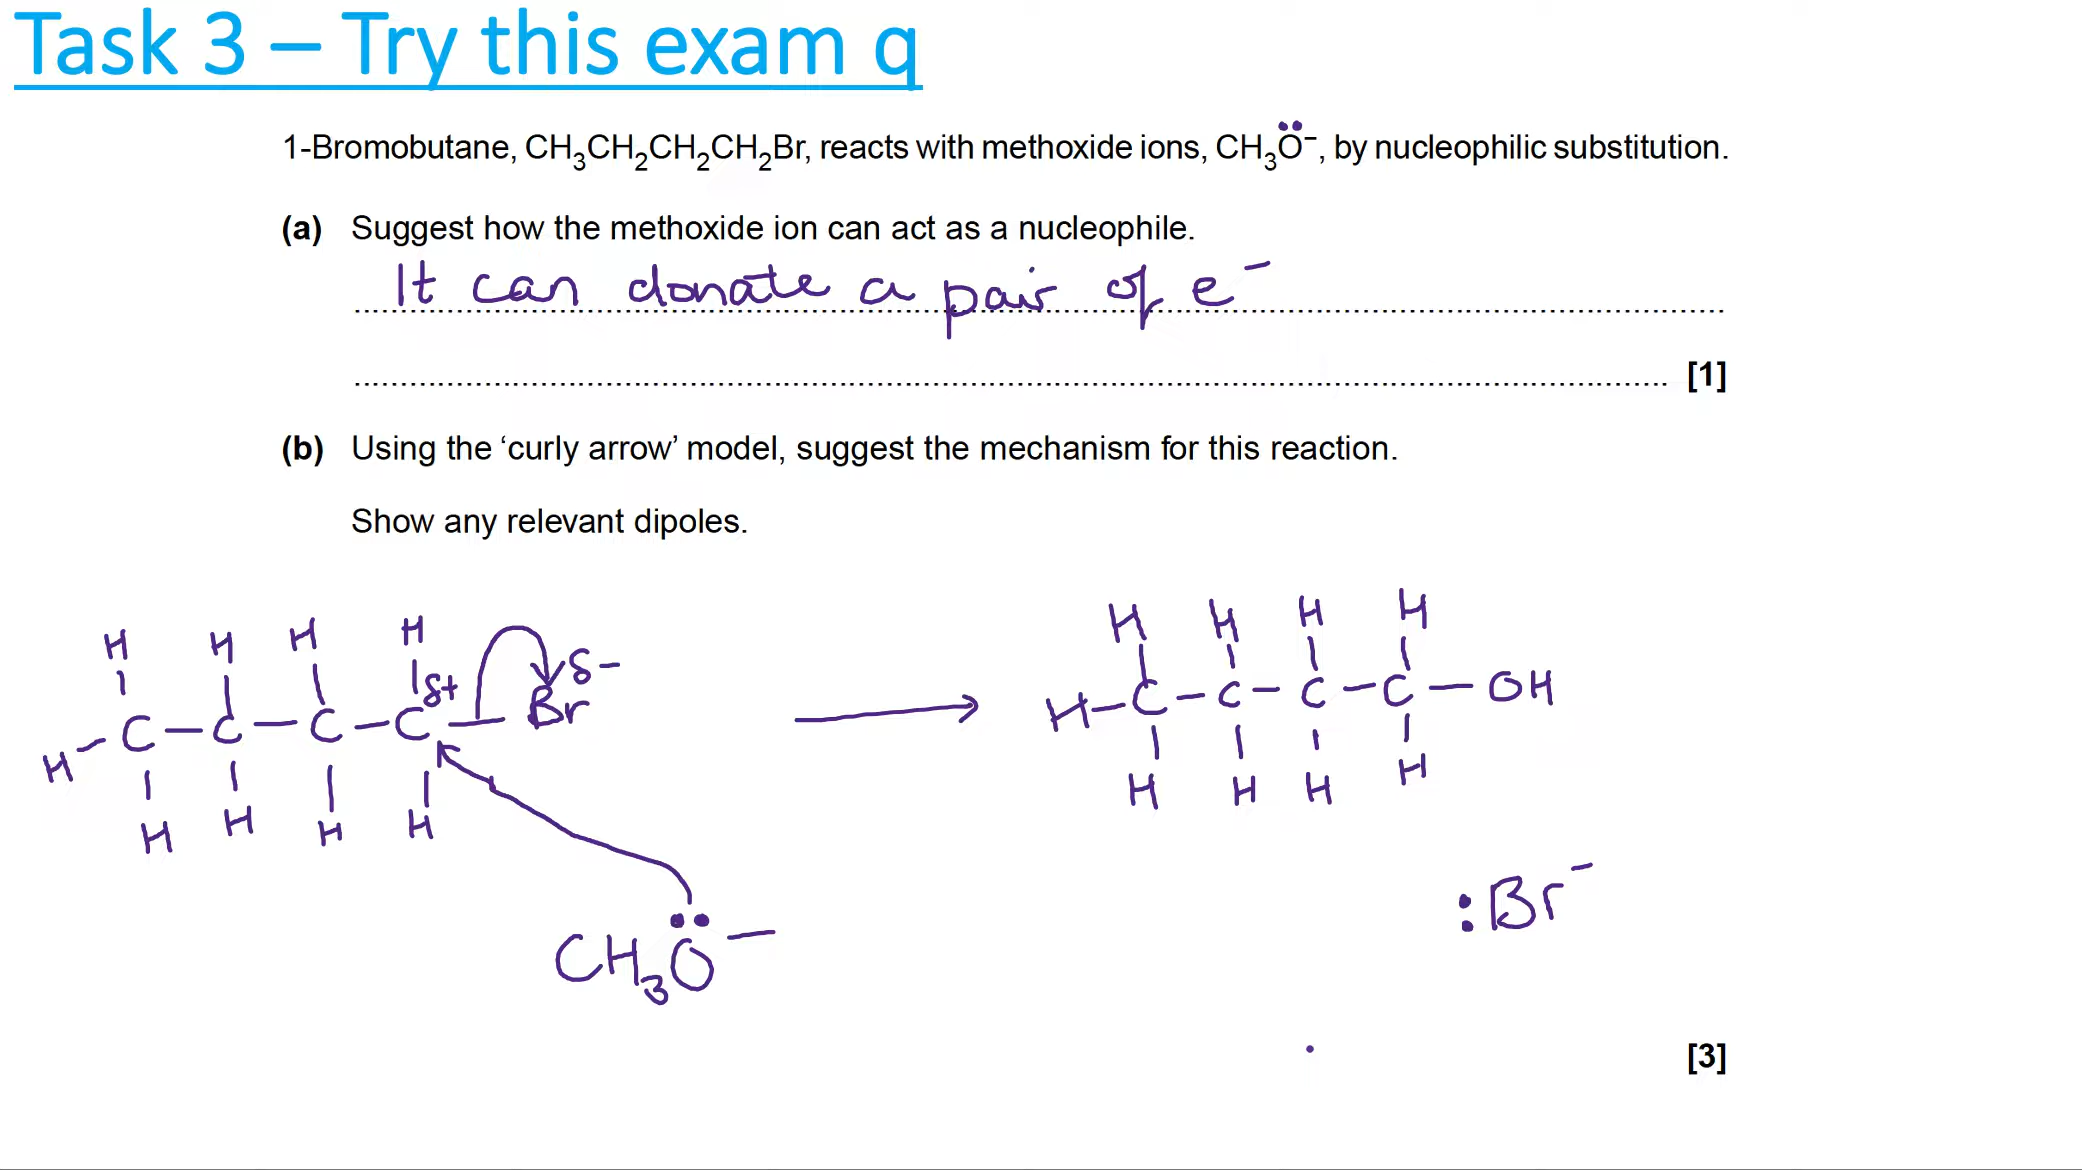 Task 3 – Try this exam q
1-Bromobutane, CH₃CH₂CH₂CH₂Br, reacts with methoxide ions, CH₃Ö⁻, by nucleophilic substitution.
(a) Suggest how the methoxide ion can act as a nucleophile.
It can donate a pair of e⁻
[1]
(b) Using the ‘curly arrow’ model, suggest the mechanism for this reaction.
Show any relevant dipoles.
H H H H
δ+ δ−
H – C – C – C – C – Br
H H H H
CH₃Ö⁻
H H H H
H – C – C – C – C – OH
H H H H
:Br⁻
[3]